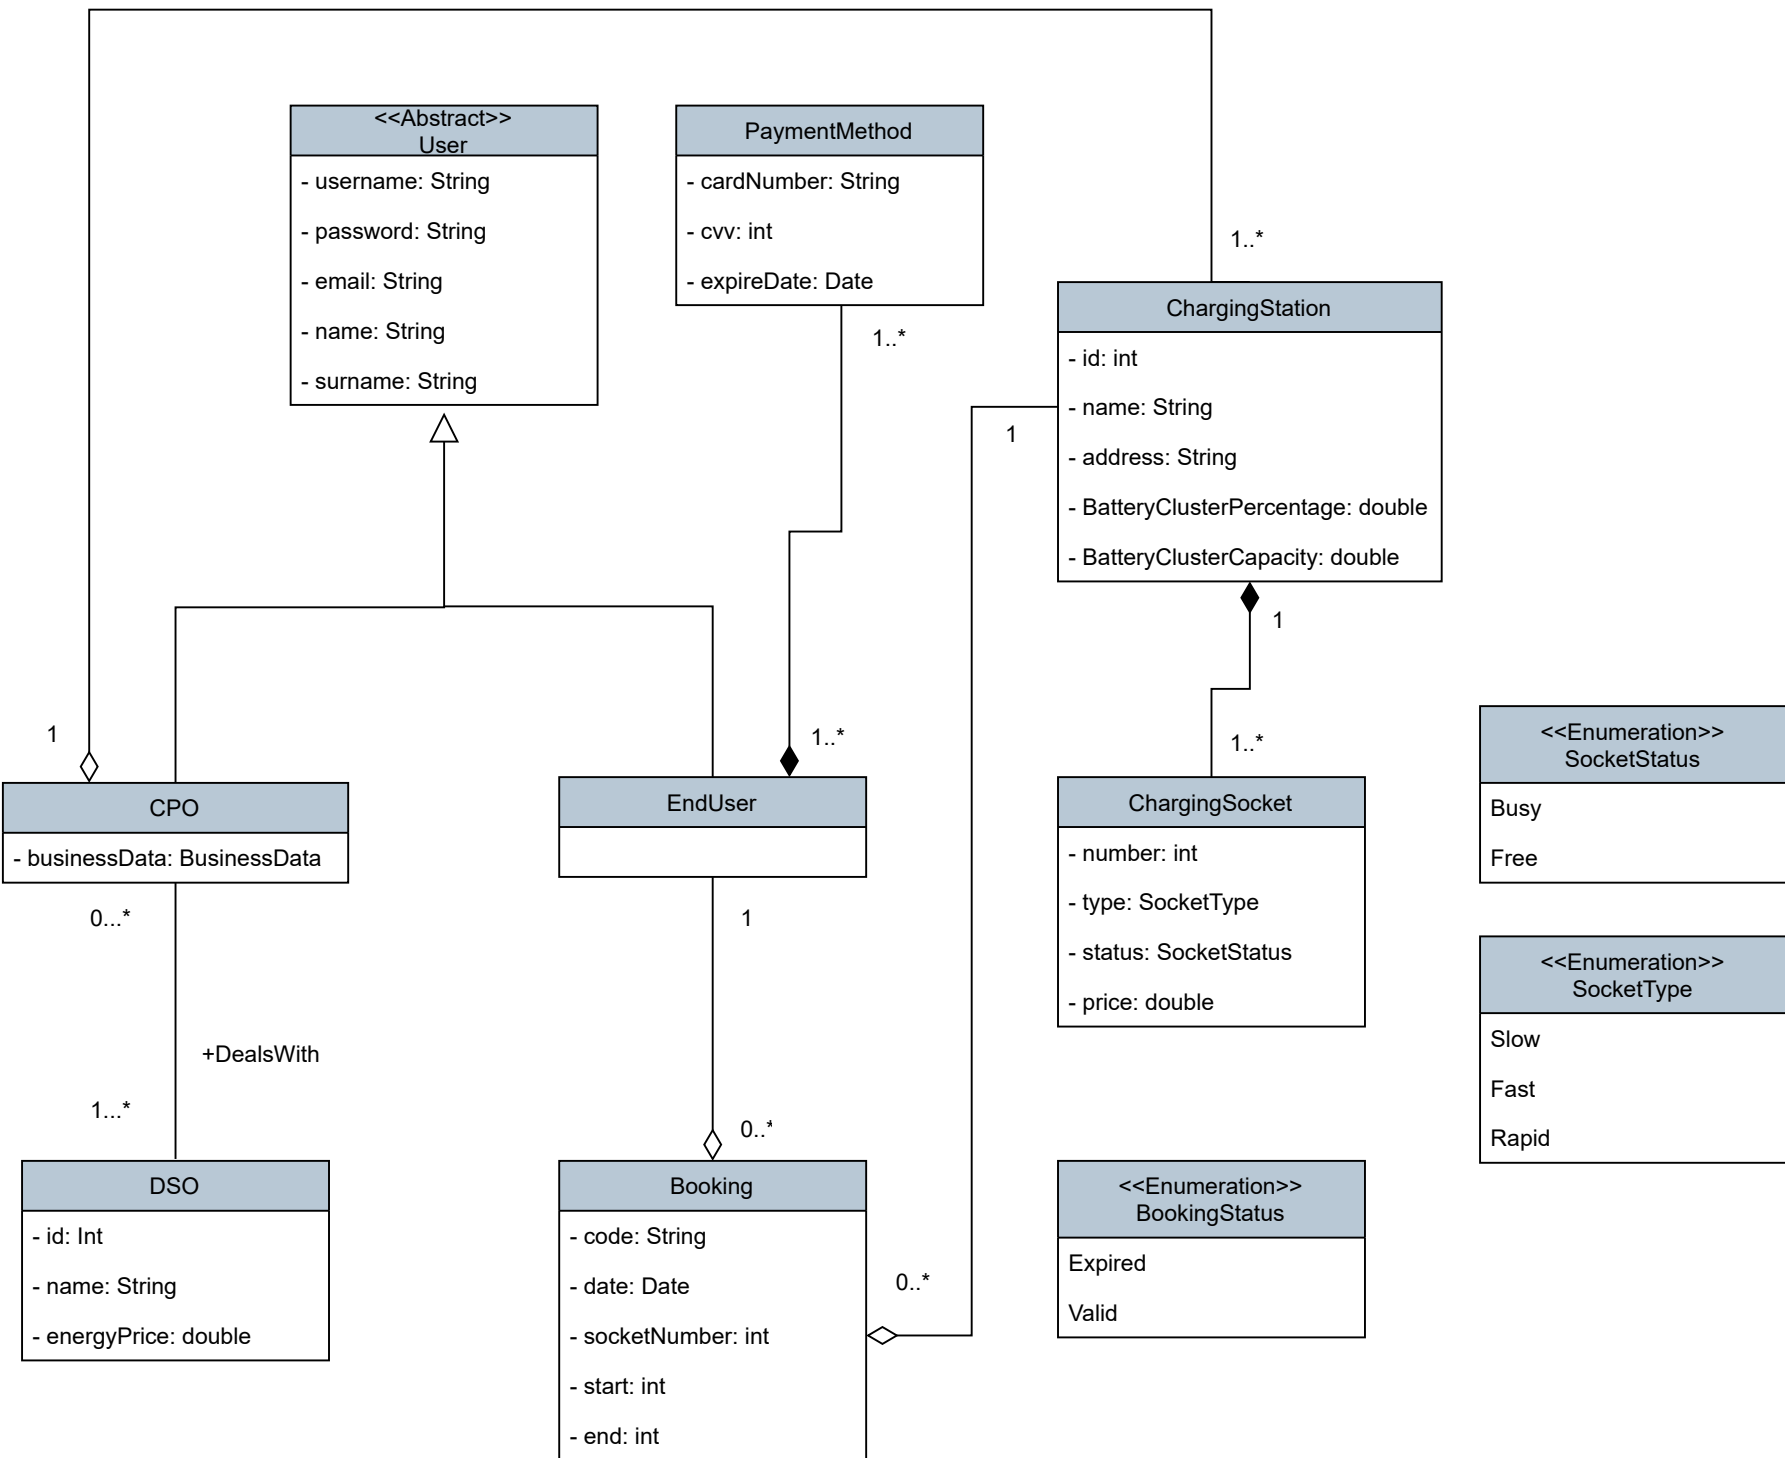 <<Abstract>>
User
- username: String
- password: String
- email: String
- name: String
- surname: String
PaymentMethod
- cardNumber: String
- cvv: int
- expireDate: Date
1..*
1..*
ChargingStation
- id: int
- name: String
- address: String
- BatteryClusterPercentage: double
- BatteryClusterCapacity: double
1
1
1..*
1
1..*
CPO
- businessData: BusinessData
0...*
+DealsWith
1...*
EndUser
1
0..*
ChargingSocket
- number: int
- type: SocketType
- status: SocketStatus
- price: double
<<Enumeration>>
SocketStatus
Busy
Free
<<Enumeration>>
SocketType
Slow
Fast
Rapid
DSO
- id: Int
- name: String
- energyPrice: double
Booking
- code: String
- date: Date
- socketNumber: int
- start: int
- end: int
0..*
<<Enumeration>>
BookingStatus
Expired
Valid